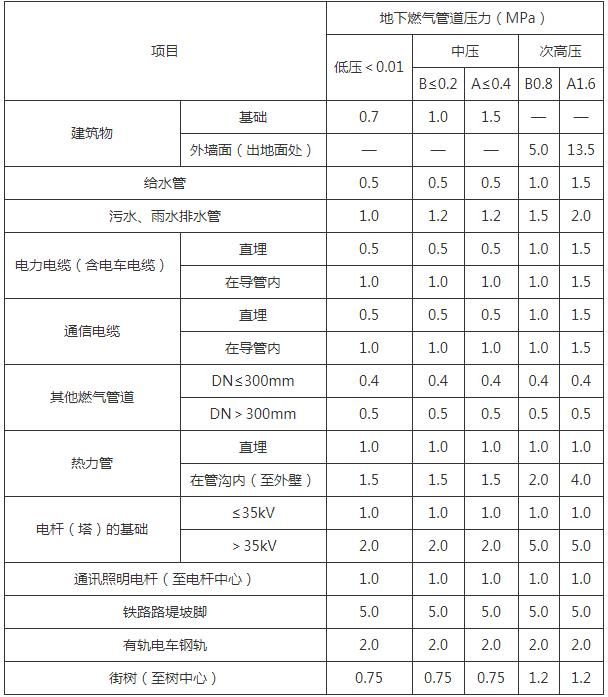 项目 地下燃气管道压力（MPa）
低压＜0.01 中压 次高压
B≤0.2 A≤0.4 B0.8 A1.6
建筑物 基础 0.7 1.0 1.5 — —
外墙面（出地面处） — — — 5.0 13.5
给水管 0.5 0.5 0.5 1.0 1.5
污水、雨水排水管 1.0 1.2 1.2 1.5 2.0
电力电缆（含电车电缆） 直埋 0.5 0.5 0.5 1.0 1.5
在导管内 1.0 1.0 1.0 1.0 1.5
通信电缆 直埋 0.5 0.5 0.5 1.0 1.5
在导管内 1.0 1.0 1.0 1.0 1.5
其他燃气管道 DN≤300mm 0.4 0.4 0.4 0.4 0.4
DN＞300mm 0.5 0.5 0.5 0.5 0.5
热力管 直埋 1.0 1.0 1.0 1.0 1.0
在管沟内（至外壁） 1.5 1.5 1.5 2.0 4.0
电杆（塔）的基础 ≤35kV 1.0 1.0 1.0 1.0 1.0
＞35kV 2.0 2.0 2.0 5.0 5.0
通讯照明电杆（至电杆中心） 1.0 1.0 1.0 1.0 1.0
铁路路堤坡脚 5.0 5.0 5.0 5.0 5.0
有轨电车钢轨 2.0 2.0 2.0 2.0 2.0
街树（至树中心） 0.75 0.75 0.75 1.2 1.2